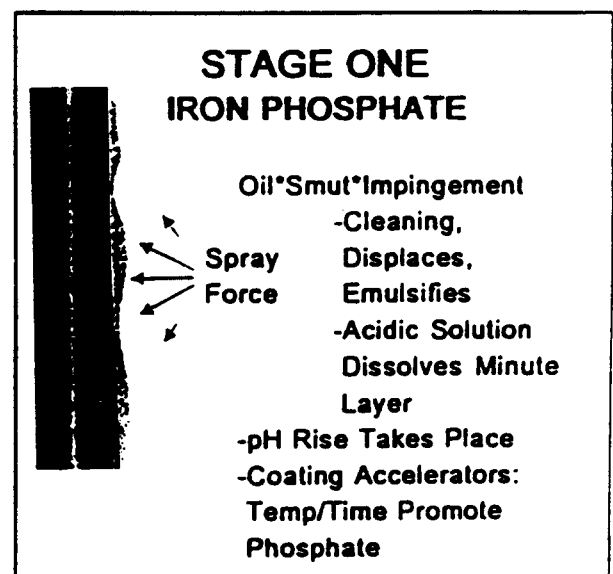 STAGE ONE
IRON PHOSPHATE
Oil*Smut*Impingement
-Cleaning,
Displaces,
Emulsifies
Spray
Force
-Acidic Solution
Dissolves Minute
Layer
-pH Rise Takes Place
-Coating Accelerators:
Temp/Time Promote
Phosphate